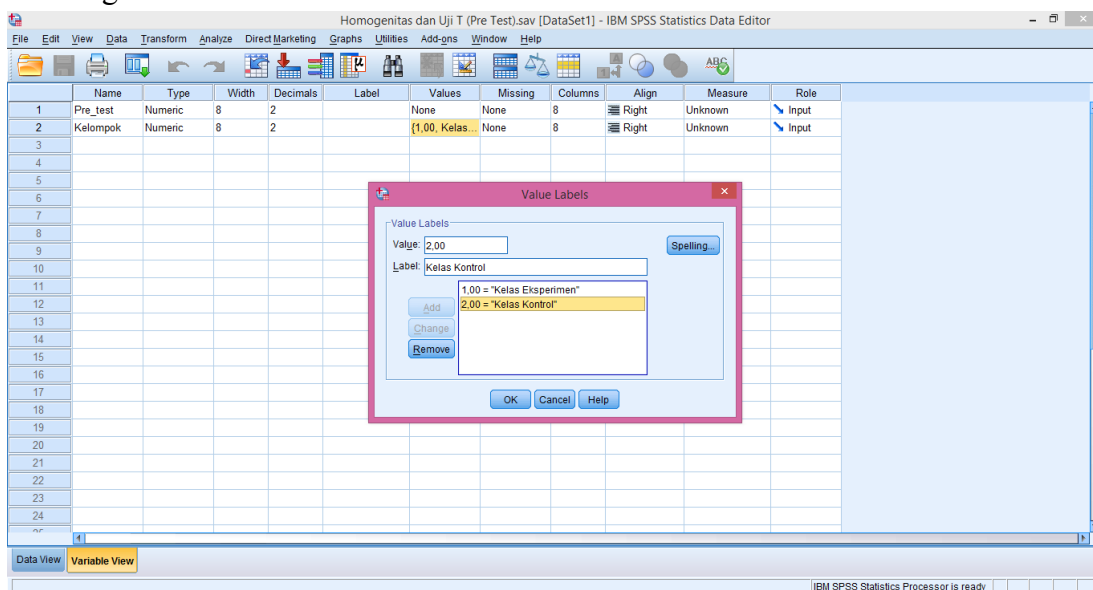 Homogenitas dan Uji T (Pre Test).sav [DataSet1] - IBM SPSS Statistics Data Editor
File Edit View Data Transform Analyze Direct Marketing Graphs Utilities Add-ons Window Help
Name Type Width Decimals Label Values Missing Columns Align Measure Role
1 Pre_test Numeric 8 2 None None 8 Right Unknown Input
2 Kelompok Numeric 8 2 {1,00, Kelas... None 8 Right Unknown Input
3
4
5
6
Value Labels
7
Value Labels
8
Value: 2,00
Spelling...
9
10
Label: Kelas Kontrol
11
1,00 = "Kelas Eksperimen"
12
Add
2,00 = "Kelas Kontrol"
13
Change
14
15
Remove
16
17
OK Cancel Help
18
19
20
21
22
23
24
Data View Variable View
IBM SPSS Statistics Processor is ready